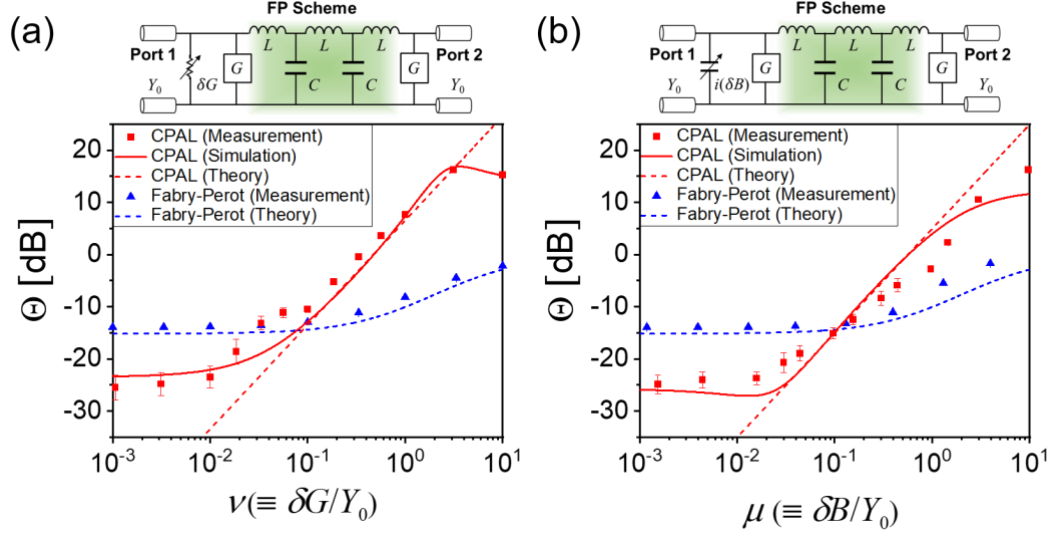 (a)
FP Scheme
Port 1
Port 2
Y₀
δG
G
L
L
L
C
C
G
Y₀
CPAL (Measurement)
CPAL (Simulation)
CPAL (Theory)
Fabry-Perot (Measurement)
Fabry-Perot (Theory)
Θ [dB]
20
10
0
-10
-20
-30
10⁻³
10⁻²
10⁻¹
10⁰
10¹
ν(≡ δG/Y₀)
(b)
FP Scheme
Port 1
Port 2
Y₀
i(δB)
G
L
L
L
C
C
G
Y₀
CPAL (Measurement)
CPAL (Simulation)
CPAL (Theory)
Fabry-Perot (Measurement)
Fabry-Perot (Theory)
Θ [dB]
20
10
0
-10
-20
-30
10⁻³
10⁻²
10⁻¹
10⁰
10¹
μ (≡ δB/Y₀)